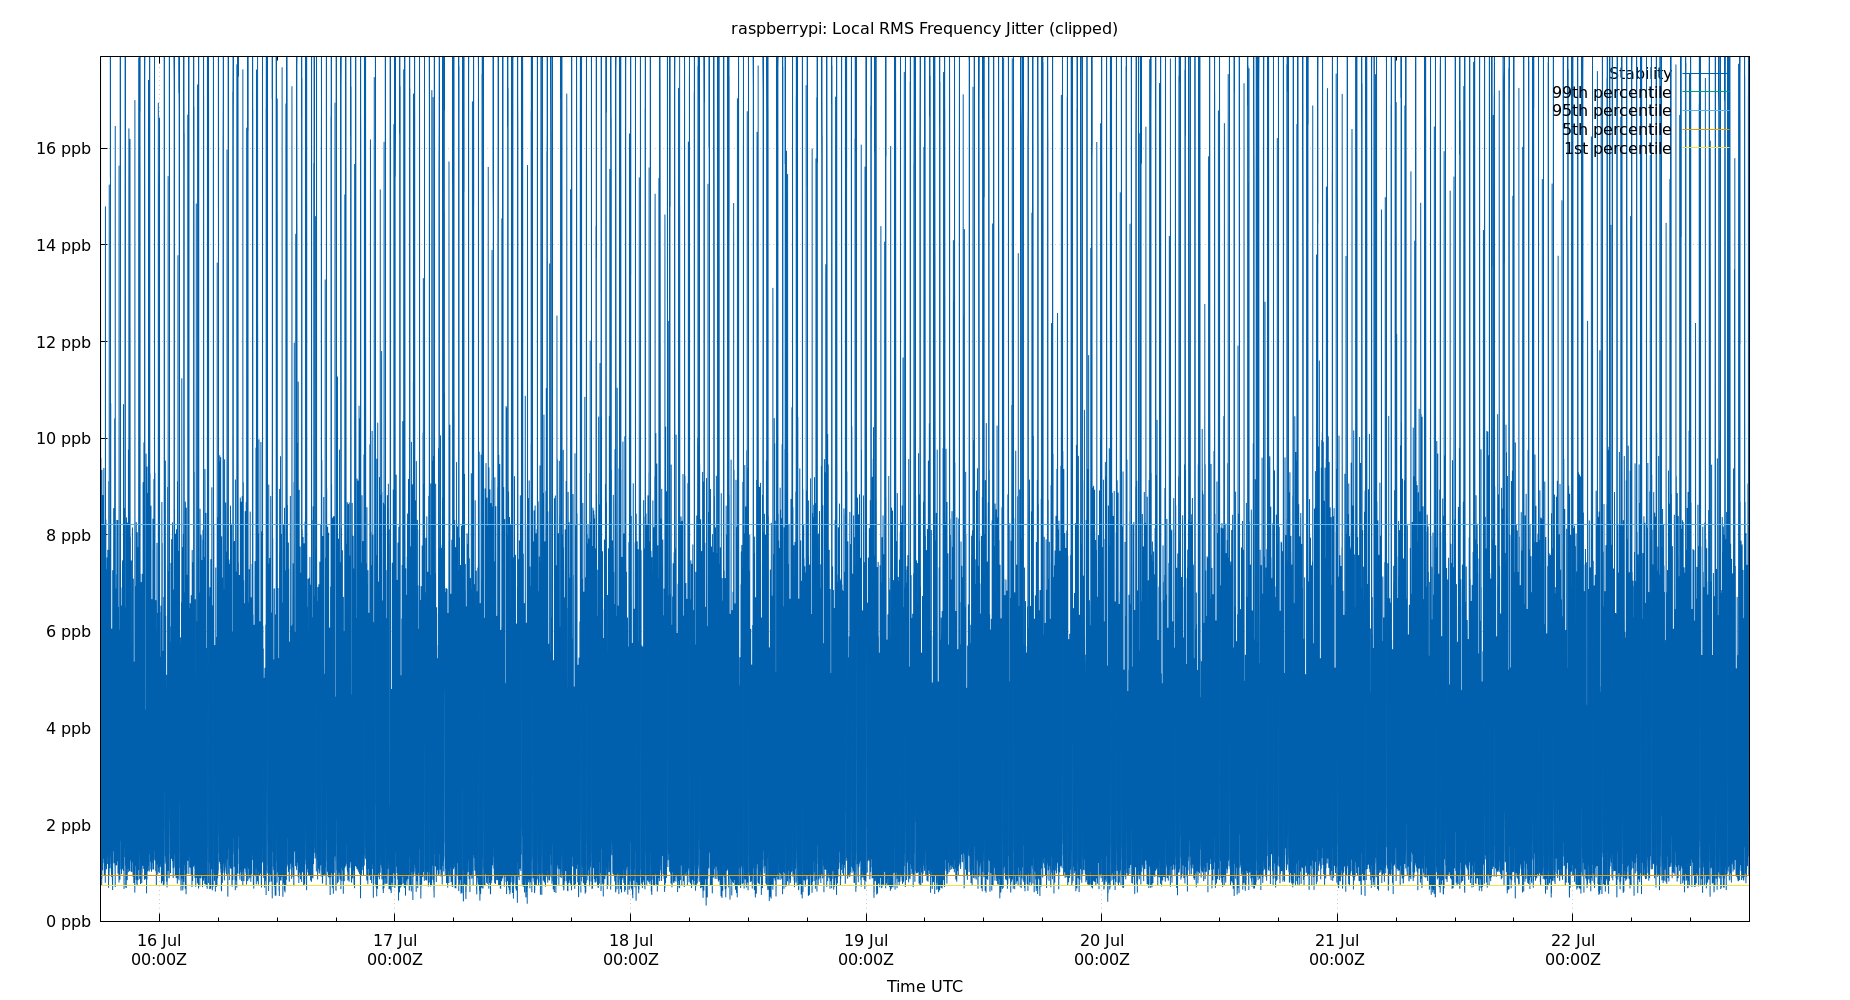 raspberrypi: Local RMS Frequency Jitter (clipped)
Stability
99th percentile
95th percentile
5th percentile
1st percentile
16 ppb
14 ppb
12 ppb
10 ppb
8 ppb
6 ppb
4 ppb
2 ppb
0 ppb
16 Jul 17 Jul 18 Jul 19 Jul 20 Jul 21 Jul 22 Jul
00:00Z 00:00Z 00:00Z 00:00Z 00:00Z 00:00Z 00:00Z
Time UTC